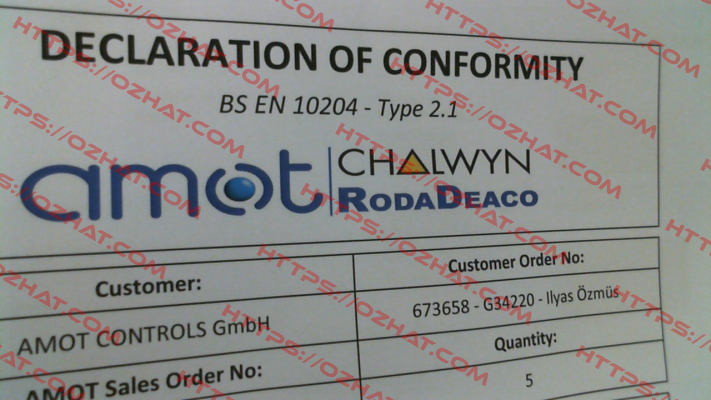 DECLARATION OF CONFORMITY
BS EN 10204 - Type 2.1
amot CHALWYN
RODADEACO
Customer:
Customer Order No:
AMOT CONTROLS GmbH
673658 - G34220 - Ilyas Özmüs
AMOT Sales Order No:
Quantity:
5
HTTPS://OZHAT.COM